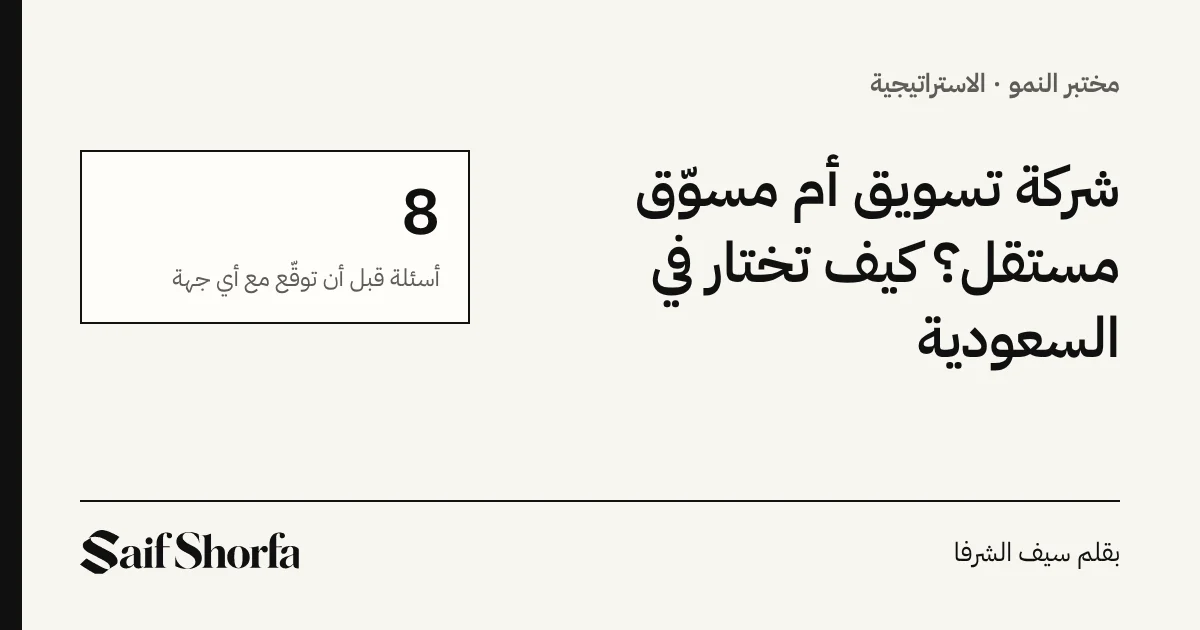 مختبر النمو · الاستراتيجية
شركة تسويق أم مسوّق
مستقل؟ كيف تختار في
السعودية
8
أسئلة قبل أن توقّع مع أي جهة
بقلم سيف الشرفا
Saif Shorfa